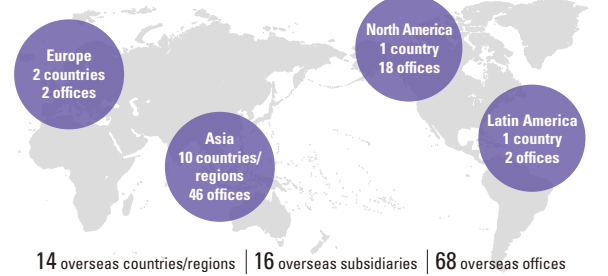 Europe
2 countries
2 offices
Asia
10 countries/
regions
46 offices
North America
1 country
18 offices
Latin America
1 country
2 offices
14 overseas countries/regions | 16 overseas subsidiaries | 68 overseas offices